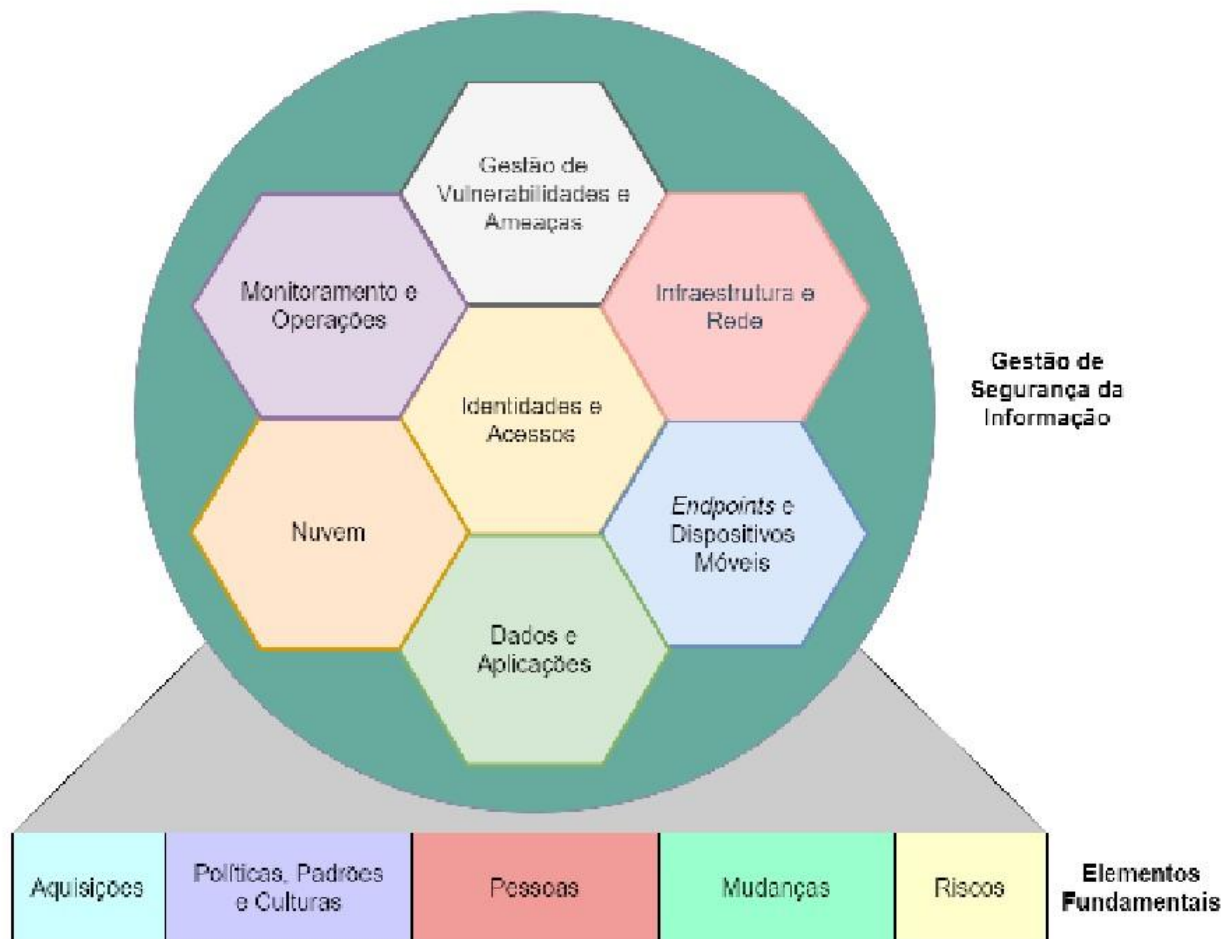 Gestão de
Vulnerabilidades e
Ameaças
Monitoramento e
Operações
Infraestrutura e
Rede
Identidades e
Acessos
Gestão de
Segurança da
Informação
Nuvem
Endpoints e
Dispositivos
Móveis
Dados e
Aplicações
Aquisições
Políticas, Padrões
e Culturas
Pessoas
Mudanças
Riscos
Elementos
Fundamentais